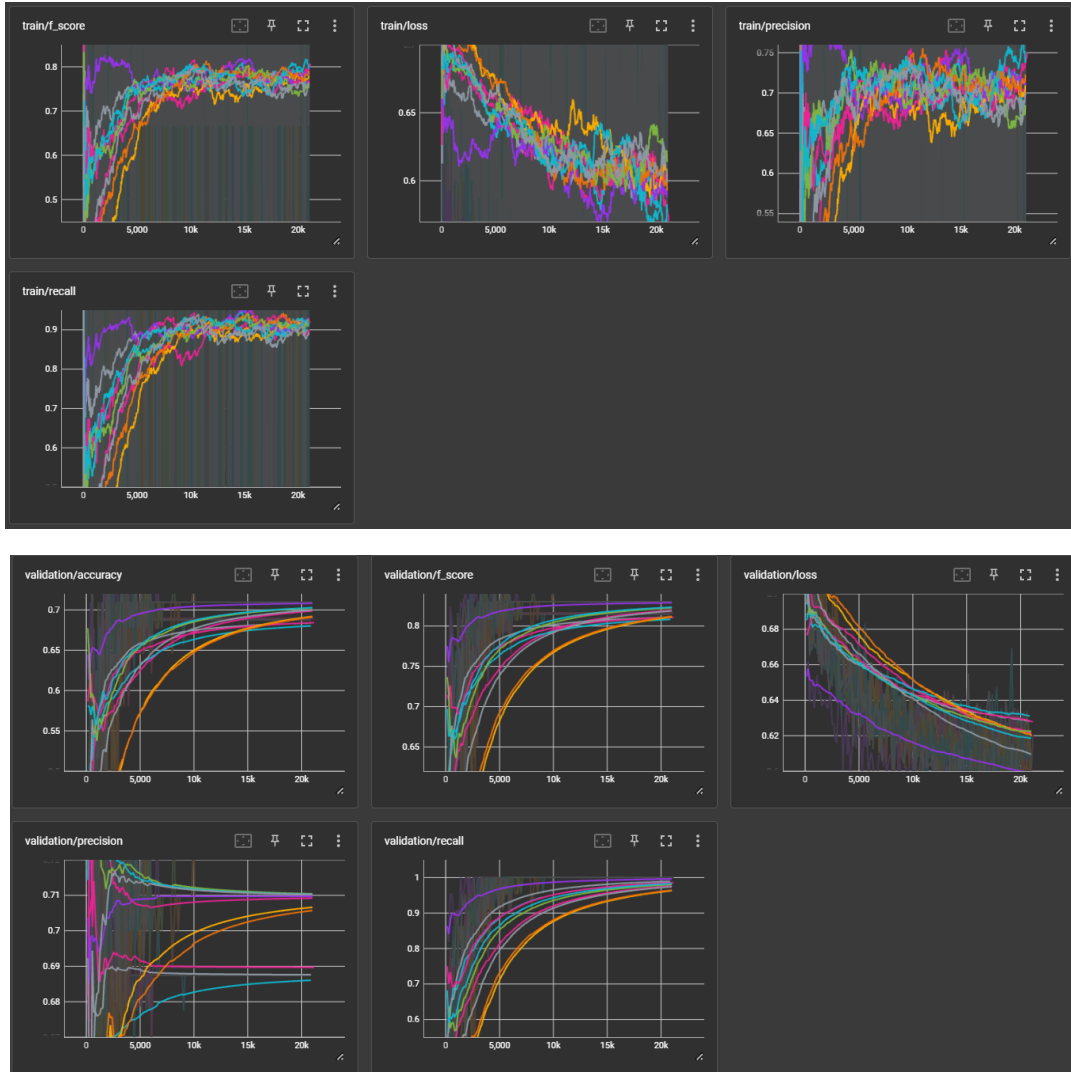 train/f_score
train/loss
train/precision
0.8
0.7
0.6
0.5
0 5,000 10k 15k 20k
0.65
0.6
0 5,000 10k 15k 20k
0.75
0.7
0.65
0.6
0.55
0 5,000 10k 15k 20k
train/recall
0.9
0.8
0.7
0.6
0 5,000 10k 15k 20k
validation/accuracy
validation/f_score
validation/loss
0.7
0.65
0.6
0.55
0 5,000 10k 15k 20k
0.8
0.75
0.7
0.65
0 5,000 10k 15k 20k
0.68
0.66
0.64
0.62
0 5,000 10k 15k 20k
validation/precision
validation/recall
0.71
0.7
0.69
0.68
0 5,000 10k 15k 20k
1
0.9
0.8
0.7
0.6
0 5,000 10k 15k 20k